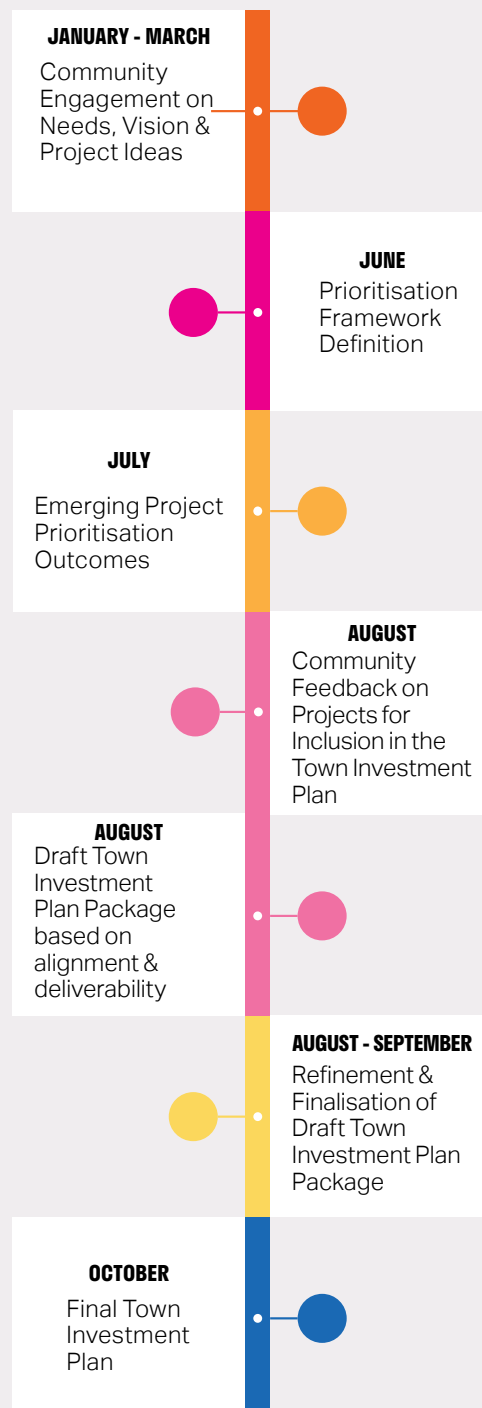 JANUARY - MARCH
Community
Engagement on
Needs, Vision &
Project Ideas
JUNE
Prioritisation
Framework
Definition
JULY
Emerging Project
Prioritisation
Outcomes
AUGUST
Community
Feedback on
Projects for
Inclusion in the
Town Investment
Plan
AUGUST
Draft Town
Investment
Plan Package
based on
alignment &
deliverability
AUGUST - SEPTEMBER
Refinement &
Finalisation of
Draft Town
Investment Plan
Package
OCTOBER
Final Town
Investment
Plan